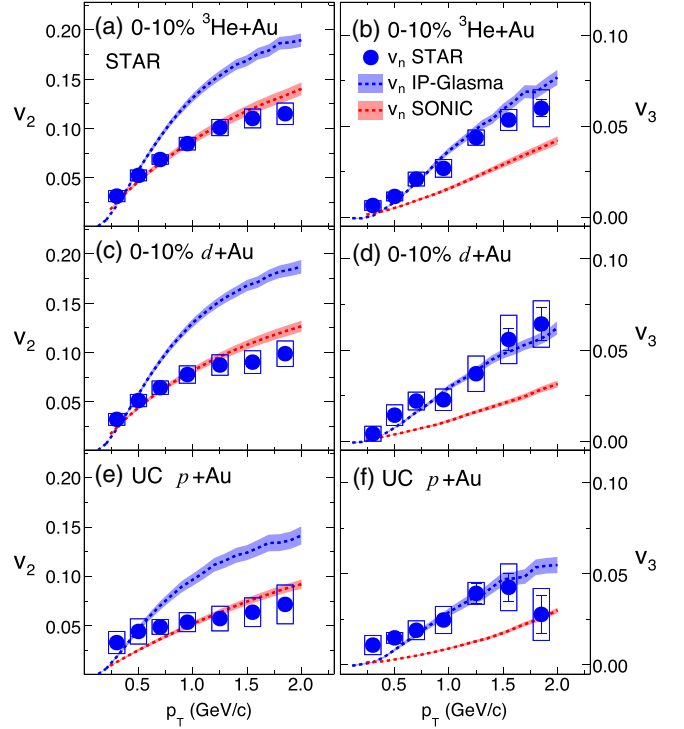 (a) 0-10% ³He+Au
STAR
0.20
0.15
0.10
0.05
v₂
(b) 0-10% ³He+Au
vₙ STAR
vₙ IP-Glasma
vₙ SONIC
0.10
0.05
0.00
v₃
(c) 0-10% d+Au
0.20
0.15
0.10
0.05
v₂
(d) 0-10% d+Au
0.10
0.05
0.00
v₃
(e) UC p+Au
0.20
0.15
0.10
0.05
v₂
(f) UC p+Au
0.10
0.05
0.00
v₃
0.5 1.0 1.5 2.0
p_T (GeV/c)
0.5 1.0 1.5 2.0
p_T (GeV/c)